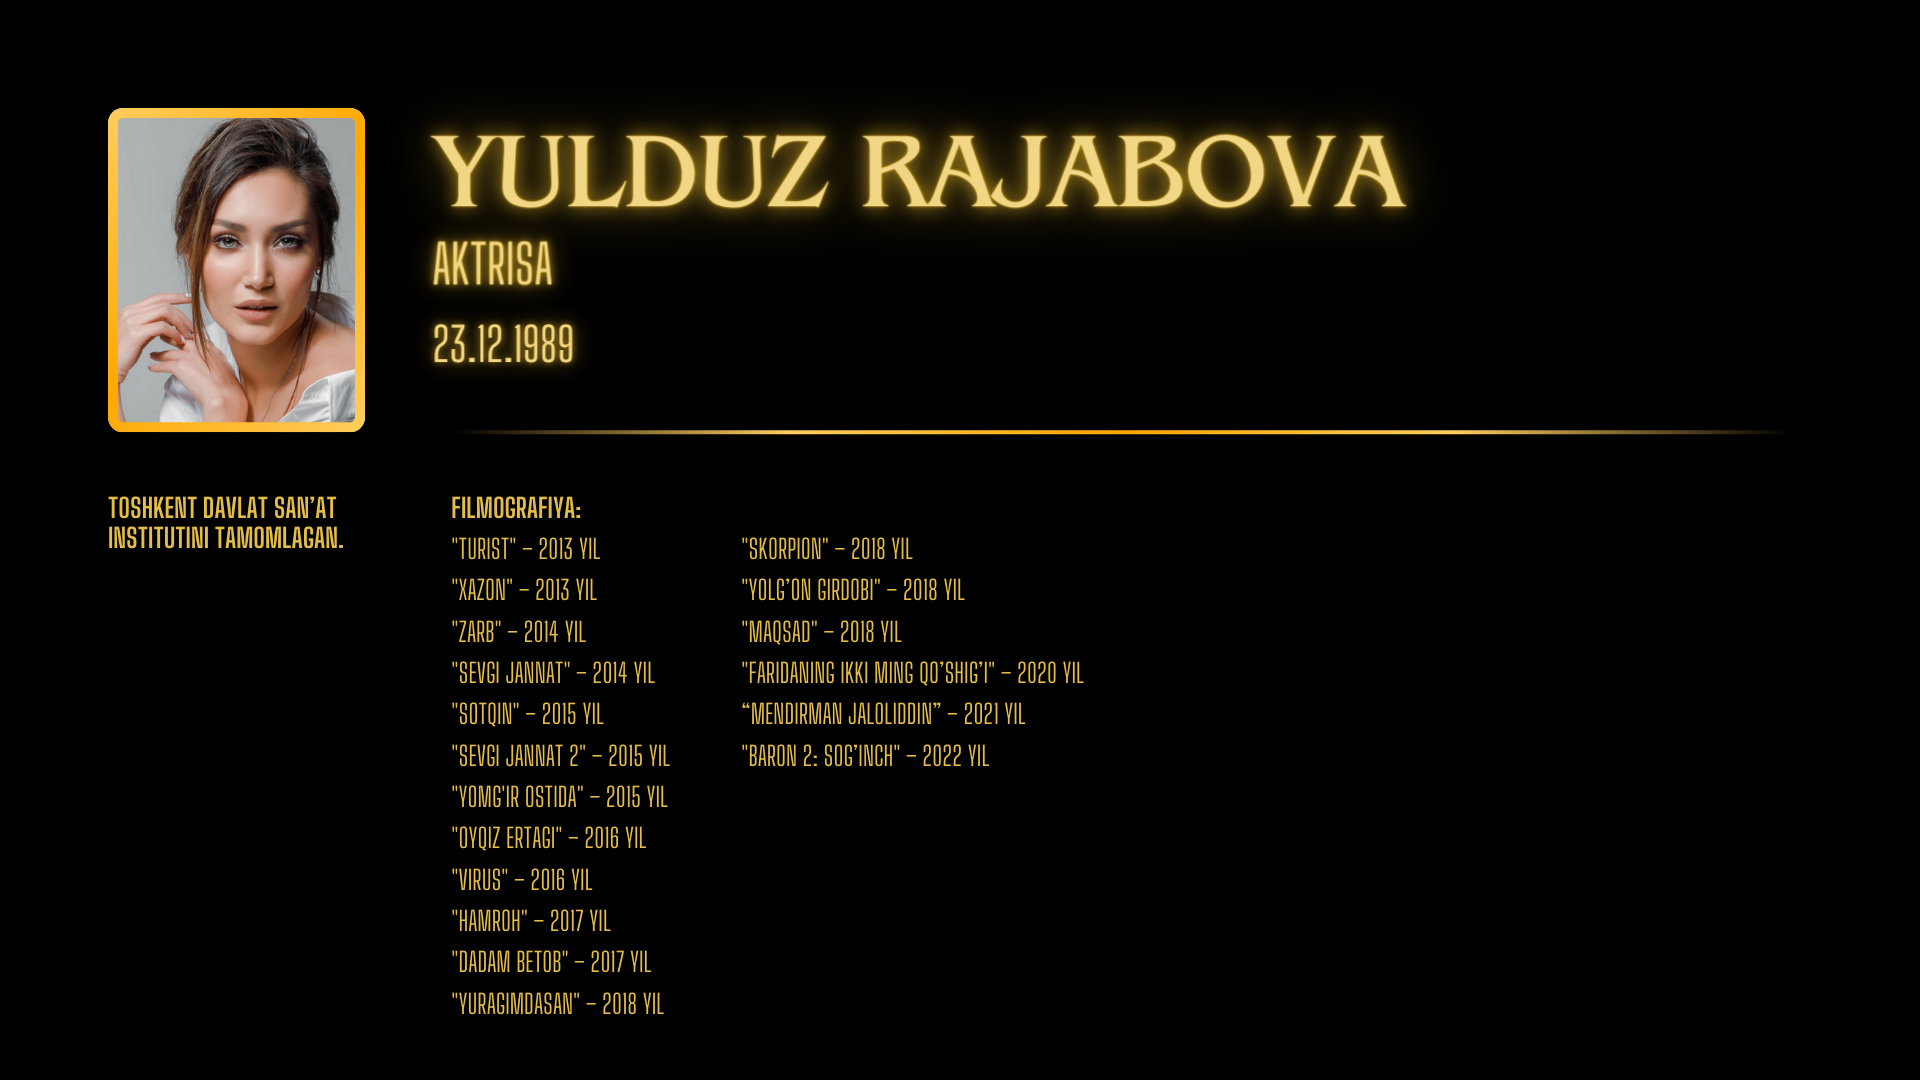 YULDUZ RAJABOVA
AKTRISA
23.12.1989
TOSHKENT DAVLAT SAN’AT
INSTITUTINI TAMOMLAGAN.
FILMOGRAFIYA:
"TURIST" – 2013 YIL
"XAZON" – 2013 YIL
"ZARB" – 2014 YIL
"SEVGI JANNAT" – 2014 YIL
"SOTQIN" – 2015 YIL
"SEVGI JANNAT 2" – 2015 YIL
"YOMG'IR OSTIDA" – 2015 YIL
"OYQIZ ERTAGI" – 2016 YIL
"VIRUS" – 2016 YIL
"HAMROH" – 2017 YIL
"DADAM BETOB" – 2017 YIL
"YURAGIMDASAN" – 2018 YIL
"SKORPION" – 2018 YIL
"YOLG’ON GIRDOBI" – 2018 YIL
"MAQSAD" – 2018 YIL
"FARIDANING IKKI MING QO’SHIG’I" – 2020 YIL
“MENDIRMAN JALOLIDDIN” – 2021 YIL
"BARON 2: SOG’INCH" – 2022 YIL